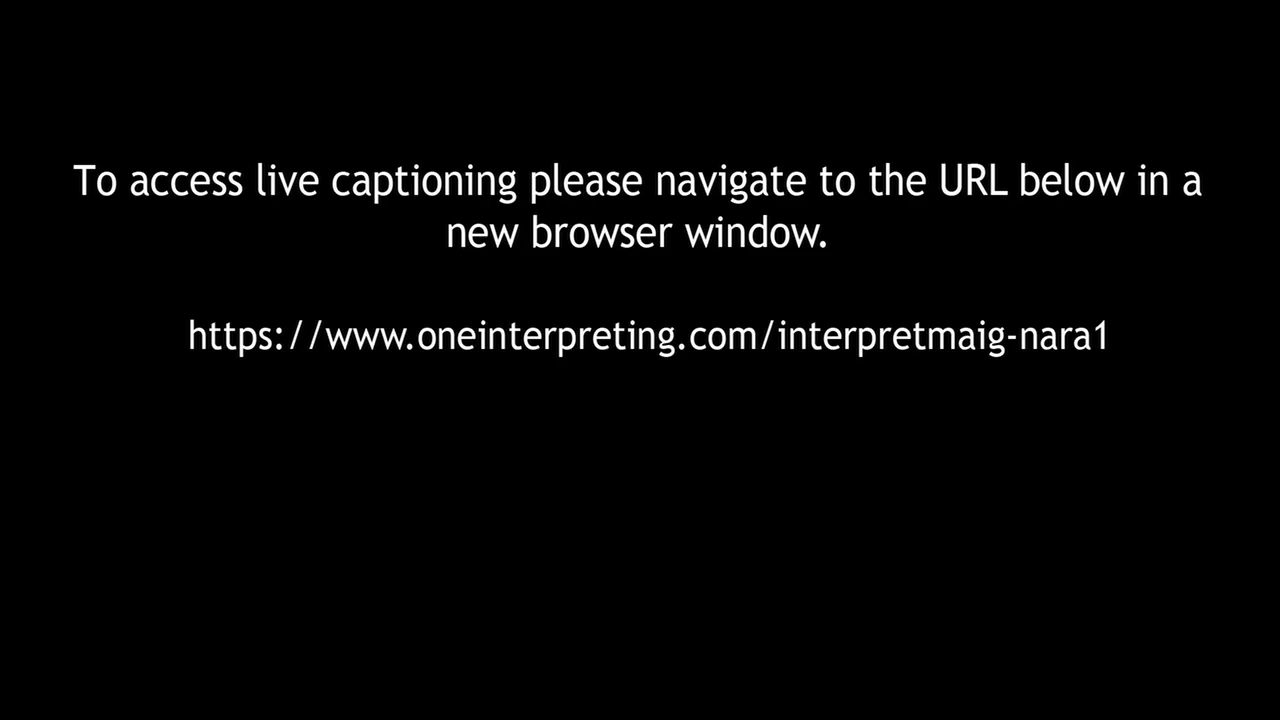 To access live captioning please navigate to the URL below in a
new browser window.
https://www.oneinterpreting.com/interpretmaig-nara1